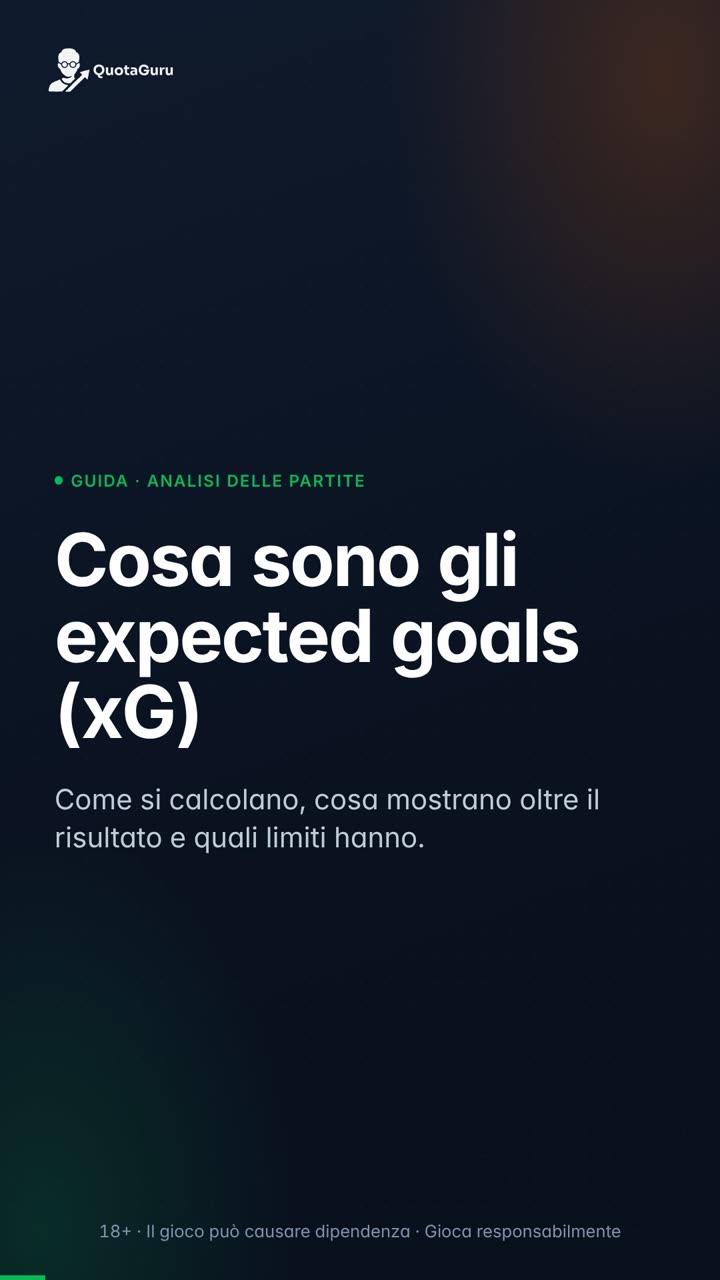 QuotaGuru
GUIDA · ANALISI DELLE PARTITE
Cosa sono gli
expected goals
(xG)
Come si calcolano, cosa mostrano oltre il
risultato e quali limiti hanno.
18+ · Il gioco può causare dipendenza · Gioca responsabilmente